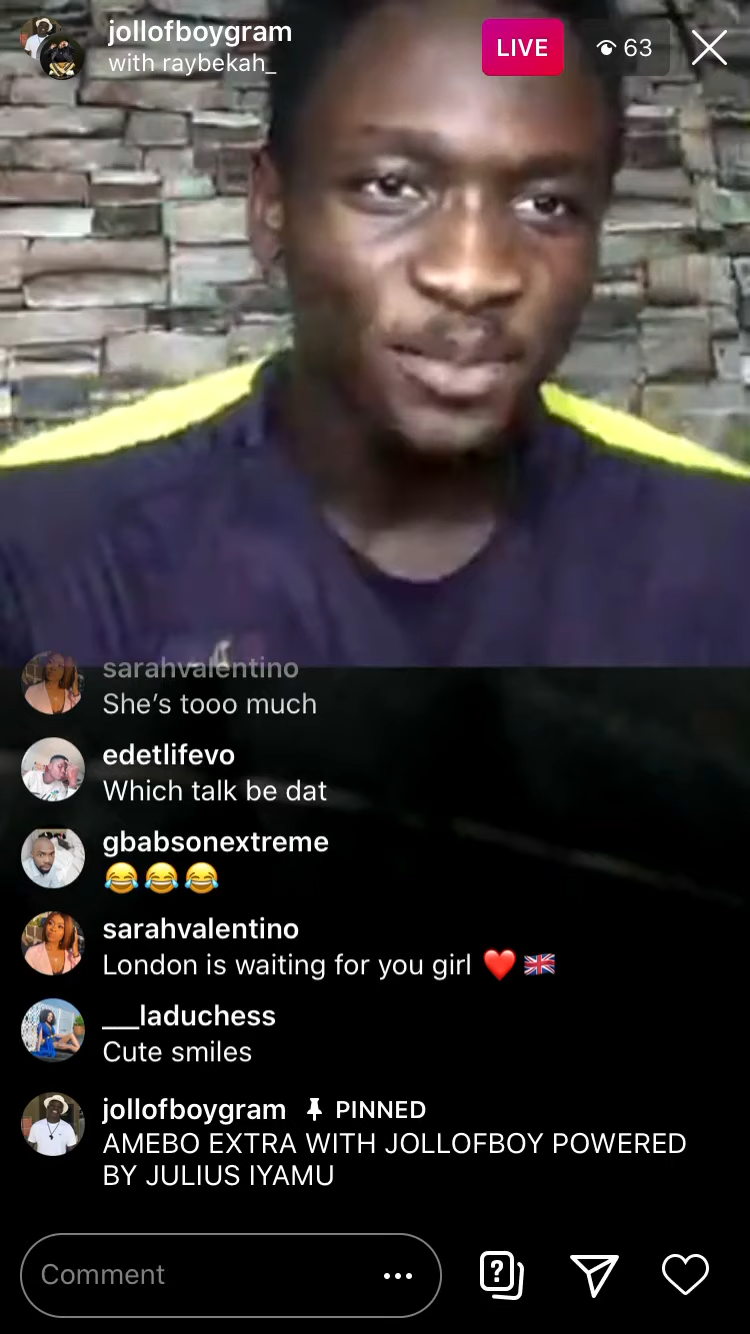 jollofboygram
with raybekah_
LIVE
63
sarahvalentino
She’s tooo much
edetlifevo
Which talk be dat
gbabsonextreme
😂😂😂
sarahvalentino
London is waiting for you girl ❤️🇬🇧
___laduchess
Cute smiles
jollofboygram PINNED
AMEBO EXTRA WITH JOLLOFBOY POWERED
BY JULIUS IYAMU
Comment